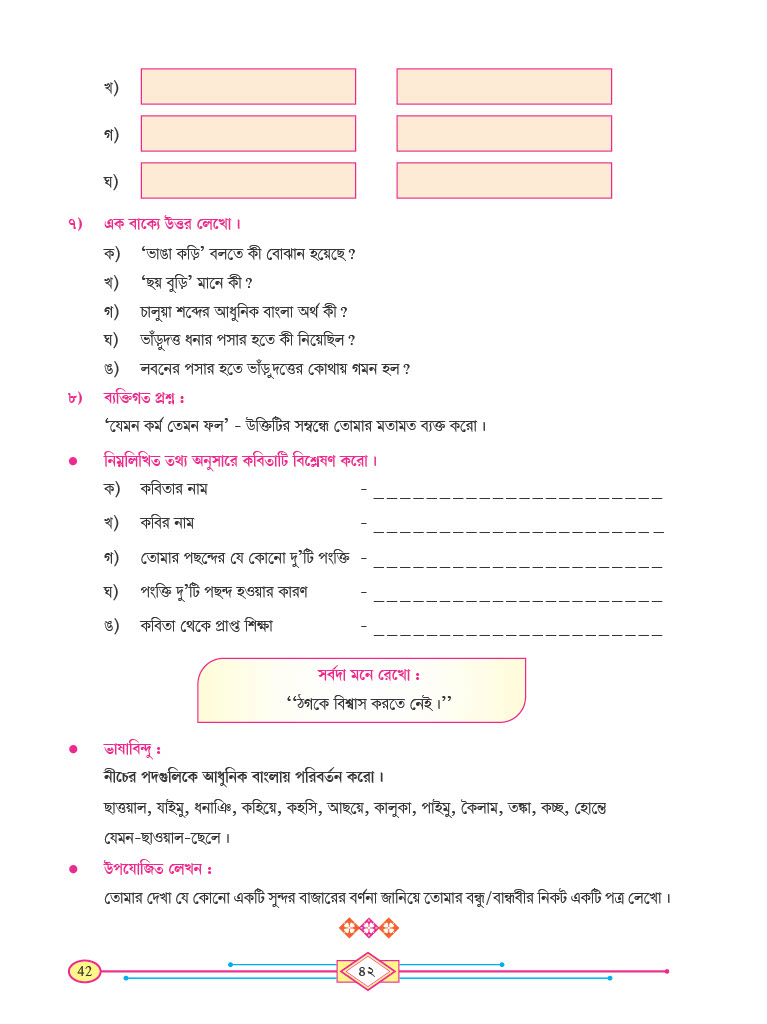 খ)
গ)
ঘ)
৭) এক বাক্যে উত্তর লেখো।
ক) ‘ভাঙা কড়ি’ বলতে কী বোঝান হয়েছে?
খ) ‘ছয় বুড়ি’ মানে কী?
গ) চালুয়া শব্দের আধুনিক বাংলা অর্থ কী?
ঘ) ভাঁড়ুদত্ত ধনার পসার হতে কী নিয়েছিল?
ঙ) লবনের পসার হতে ভাঁড়ুদত্তের কোথায় গমন হল?
৮) ব্যক্তিগত প্রশ্ন :
‘যেমন কর্ম তেমন ফল’ - উক্তিটির সম্বন্ধে তোমার মতামত ব্যক্ত করো।
● নিম্নলিখিত তথ্য অনুসারে কবিতাটি বিশ্লেষণ করো।
ক) কবিতার নাম - ______________________
খ) কবির নাম - ______________________
গ) তোমার পছন্দের যে কোনো দু’টি পংক্তি - ______________________
ঘ) পংক্তি দু’টি পছন্দ হওয়ার কারণ - ______________________
ঙ) কবিতা থেকে প্রাপ্ত শিক্ষা - ______________________
সর্বদা মনে রেখো :
‘‘ঠগকে বিশ্বাস করতে নেই।’’
● ভাষাবিন্দু :
নীচের পদগুলিকে আধুনিক বাংলায় পরিবর্তন করো।
ছাত্তয়াল, যাইমু, ধনাঞি, কহিয়ে, কহসি, আছয়ে, কালুকা, পাইমু, কৈলাম, তঙ্কা, কচ্ছ, হোন্তে
যেমন-ছাওয়াল-ছেলে।
● উপযোজিত লেখন :
তোমার দেখা যে কোনো একটি সুন্দর বাজারের বর্ণনা জানিয়ে তোমার বন্ধু/বান্ধবীর নিকট একটি পত্র লেখো।
42 ৪২